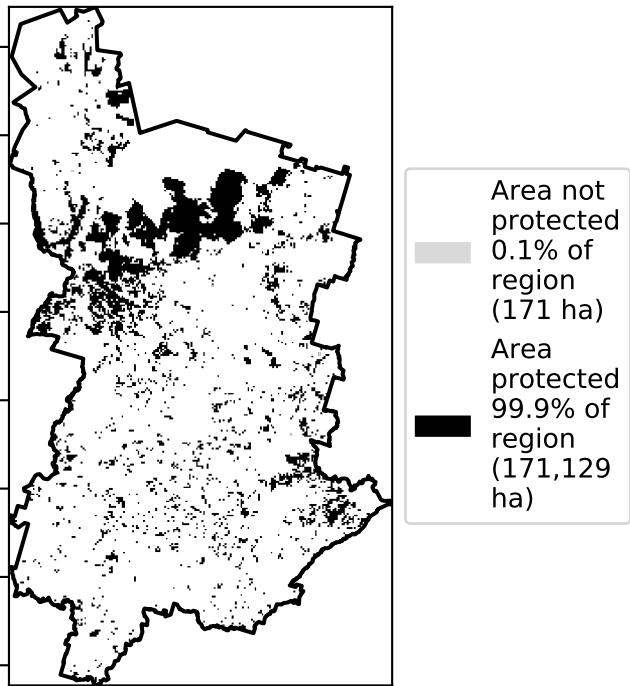 Area not
protected
0.1% of
region
(171 ha)
Area
protected
99.9% of
region
(171,129
ha)